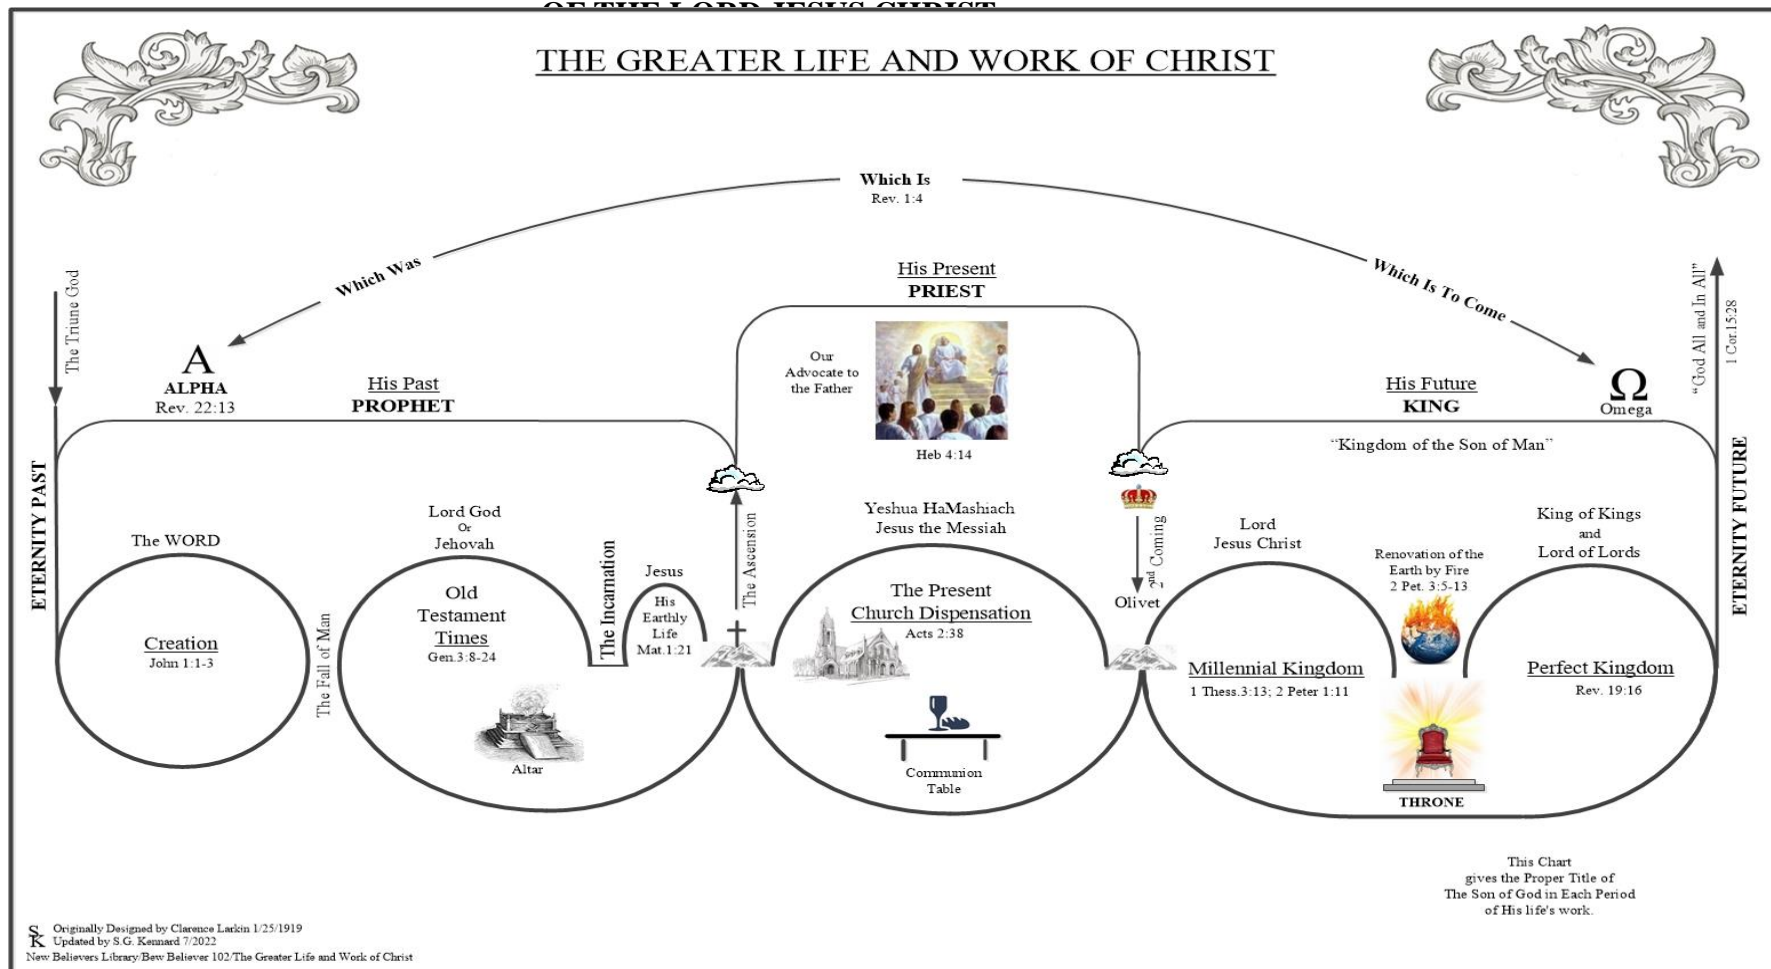 OF THE LORD JESUS CHRIST
THE GREATER LIFE AND WORK OF CHRIST
Which Is
Rev. 1:4
Which Was
Which Is To Come
The Triune God
A
ALPHA
Rev. 22:13
His Past
PROPHET
His Present
PRIEST
Our
Advocate to
the Father
Heb 4:14
His Future
KING
Ω
Omega
"Kingdom of the Son of Man"
"God All and In All"
1 Cor.15:28
ETERNITY PAST
ETERNITY FUTURE
The WORD
Creation
John 1:1-3
The Fall of Man
Lord God
Or
Jehovah
Old
Testament
Times
Gen.3:8-24
Altar
The Incarnation
Jesus
His
Earthly
Life
Mat.1:21
The Ascension
Yeshua HaMashiach
Jesus the Messiah
The Present
Church Dispensation
Acts 2:38
Communion
Table
2nd Coming
Olivet
Lord
Jesus Christ
Millennial Kingdom
1 Thess.3:13; 2 Peter 1:11
Renovation of the
Earth by Fire
2 Pet. 3:5-13
THRONE
King of Kings
and
Lord of Lords
Perfect Kingdom
Rev. 19:16
This Chart
gives the Proper Title of
The Son of God in Each Period
of His life's work.
SK
Originally Designed by Clarence Larkin 1/25/1919
Updated by S.G. Kennard 7/2022
New Believers Library/Bew Believer 102/The Greater Life and Work of Christ